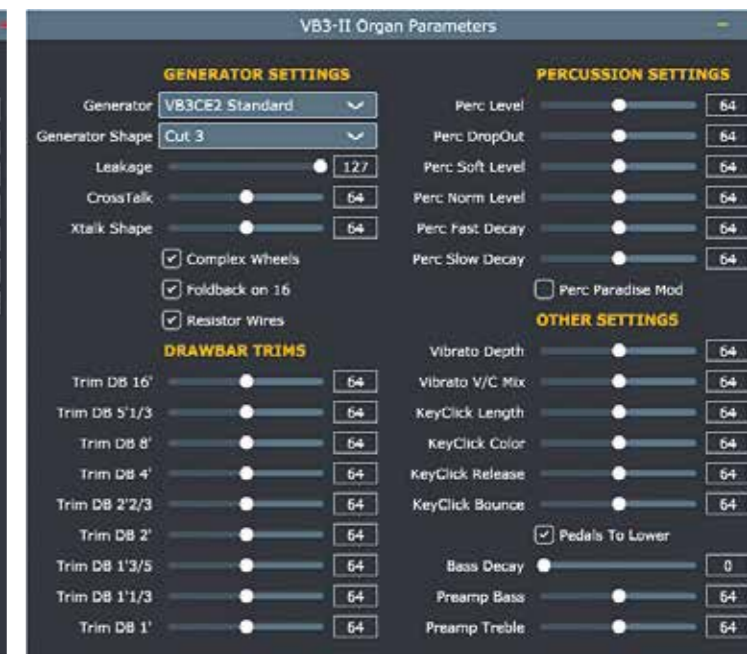 VB3-II Organ Parameters
GENERATOR SETTINGS
Generator VB3CE2 Standard
Generator Shape Cut 3
Leakage 127
CrossTalk 64
Xtalk Shape 64
Complex Wheels
Foldback on 16
Resistor Wires
DRAWBAR TRIMS
Trim DB 16' 64
Trim DB 5'1/3 64
Trim DB 8' 64
Trim DB 4' 64
Trim DB 2'2/3 64
Trim DB 2' 64
Trim DB 1'3/5 64
Trim DB 1'1/3 64
Trim DB 1' 64
PERCUSSION SETTINGS
Perc Level 64
Perc DropOut 64
Perc Soft Level 64
Perc Norm Level 64
Perc Fast Decay 64
Perc Slow Decay 64
Perc Paradise Mod
OTHER SETTINGS
Vibrato Depth 64
Vibrato V/C Mix 64
KeyClick Length 64
KeyClick Color 64
KeyClick Release 64
KeyClick Bounce 64
Pedals To Lower
Bass Decay 0
Preamp Bass 64
Preamp Treble 64